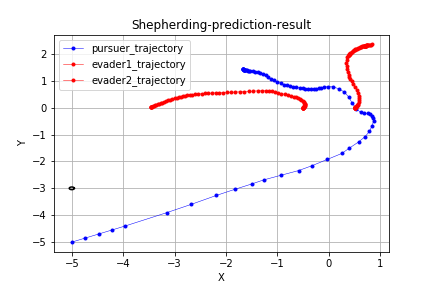 Shepherding-prediction-result
pursuer_trajectory
evader1_trajectory
evader2_trajectory
2
1
0
−1
−2
−3
−4
−5
Y
−5 −4 −3 −2 −1 0 1
X